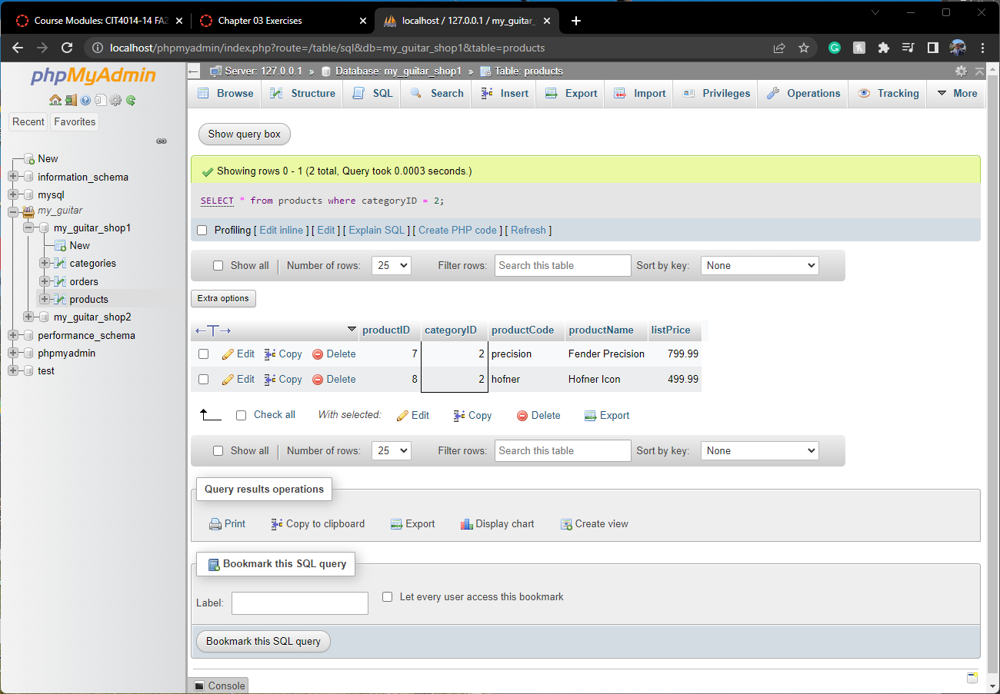 Course Modules: CIT4014-14 FA2
Chapter 03 Exercises
localhost / 127.0.0.1 / my_guitar_
localhost/phpmyadmin/index.php?route=/table/sql&db=my_guitar_shop1&table=products
phpMyAdmin
Recent Favorites
New
information_schema
mysql
my_guitar
my_guitar_shop1
New
categories
orders
products
my_guitar_shop2
performance_schema
phpmyadmin
test
Server: 127.0.0.1 » Database: my_guitar_shop1 » Table: products
Browse Structure SQL Search Insert Export Import Privileges Operations Tracking More
Show query box
Showing rows 0 - 1 (2 total, Query took 0.0003 seconds.)
SELECT * from products where categoryID = 2;
Profiling [ Edit inline ] [ Edit ] [ Explain SQL ] [ Create PHP code ] [ Refresh ]
Show all Number of rows: 25 Filter rows: Search this table Sort by key: None
Extra options
productID categoryID productCode productName listPrice
Edit Copy Delete 7 2 precision Fender Precision 799.99
Edit Copy Delete 8 2 hofner Hofner Icon 499.99
Check all With selected: Edit Copy Delete Export
Show all Number of rows: 25 Filter rows: Search this table Sort by key: None
Query results operations
Print Copy to clipboard Export Display chart Create view
Bookmark this SQL query
Label: Let every user access this bookmark
Bookmark this SQL query
Console